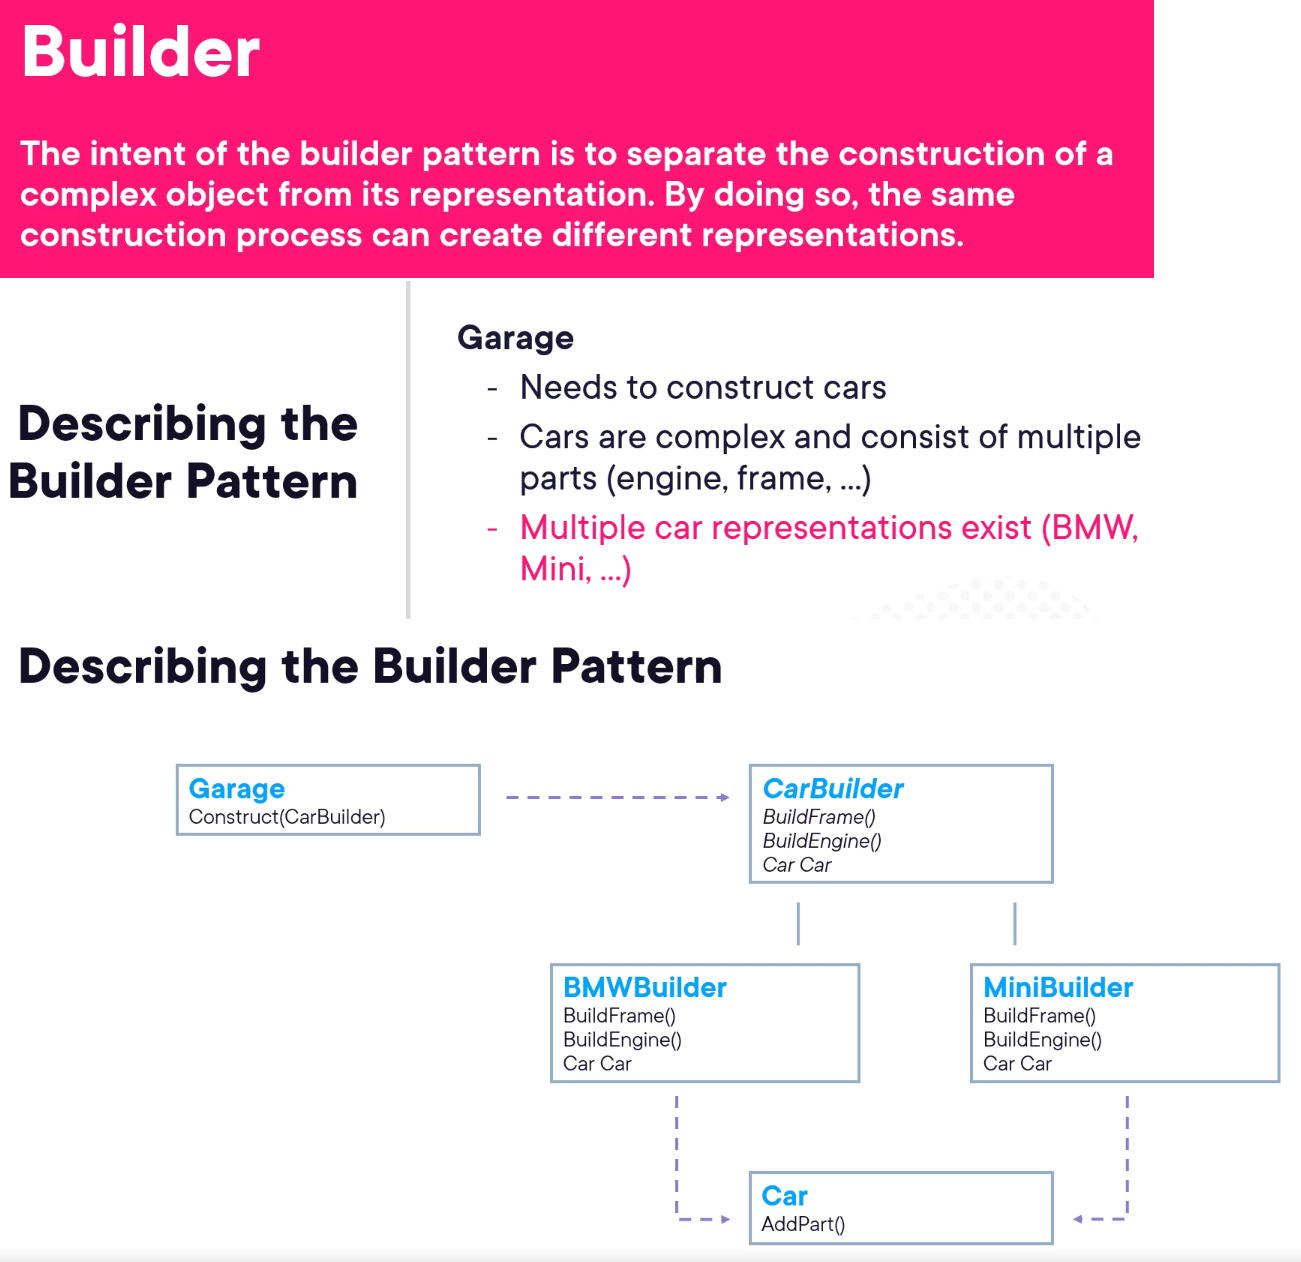 Builder
The intent of the builder pattern is to separate the construction of a
complex object from its representation. By doing so, the same
construction process can create different representations.
Describing the
Builder Pattern
Garage
- Needs to construct cars
- Cars are complex and consist of multiple
parts (engine, frame, ...)
- Multiple car representations exist (BMW,
Mini, ...)
Describing the Builder Pattern
Garage
Construct(CarBuilder)
CarBuilder
BuildFrame()
BuildEngine()
Car Car
BMWBuilder
BuildFrame()
BuildEngine()
Car Car
MiniBuilder
BuildFrame()
BuildEngine()
Car Car
Car
AddPart()